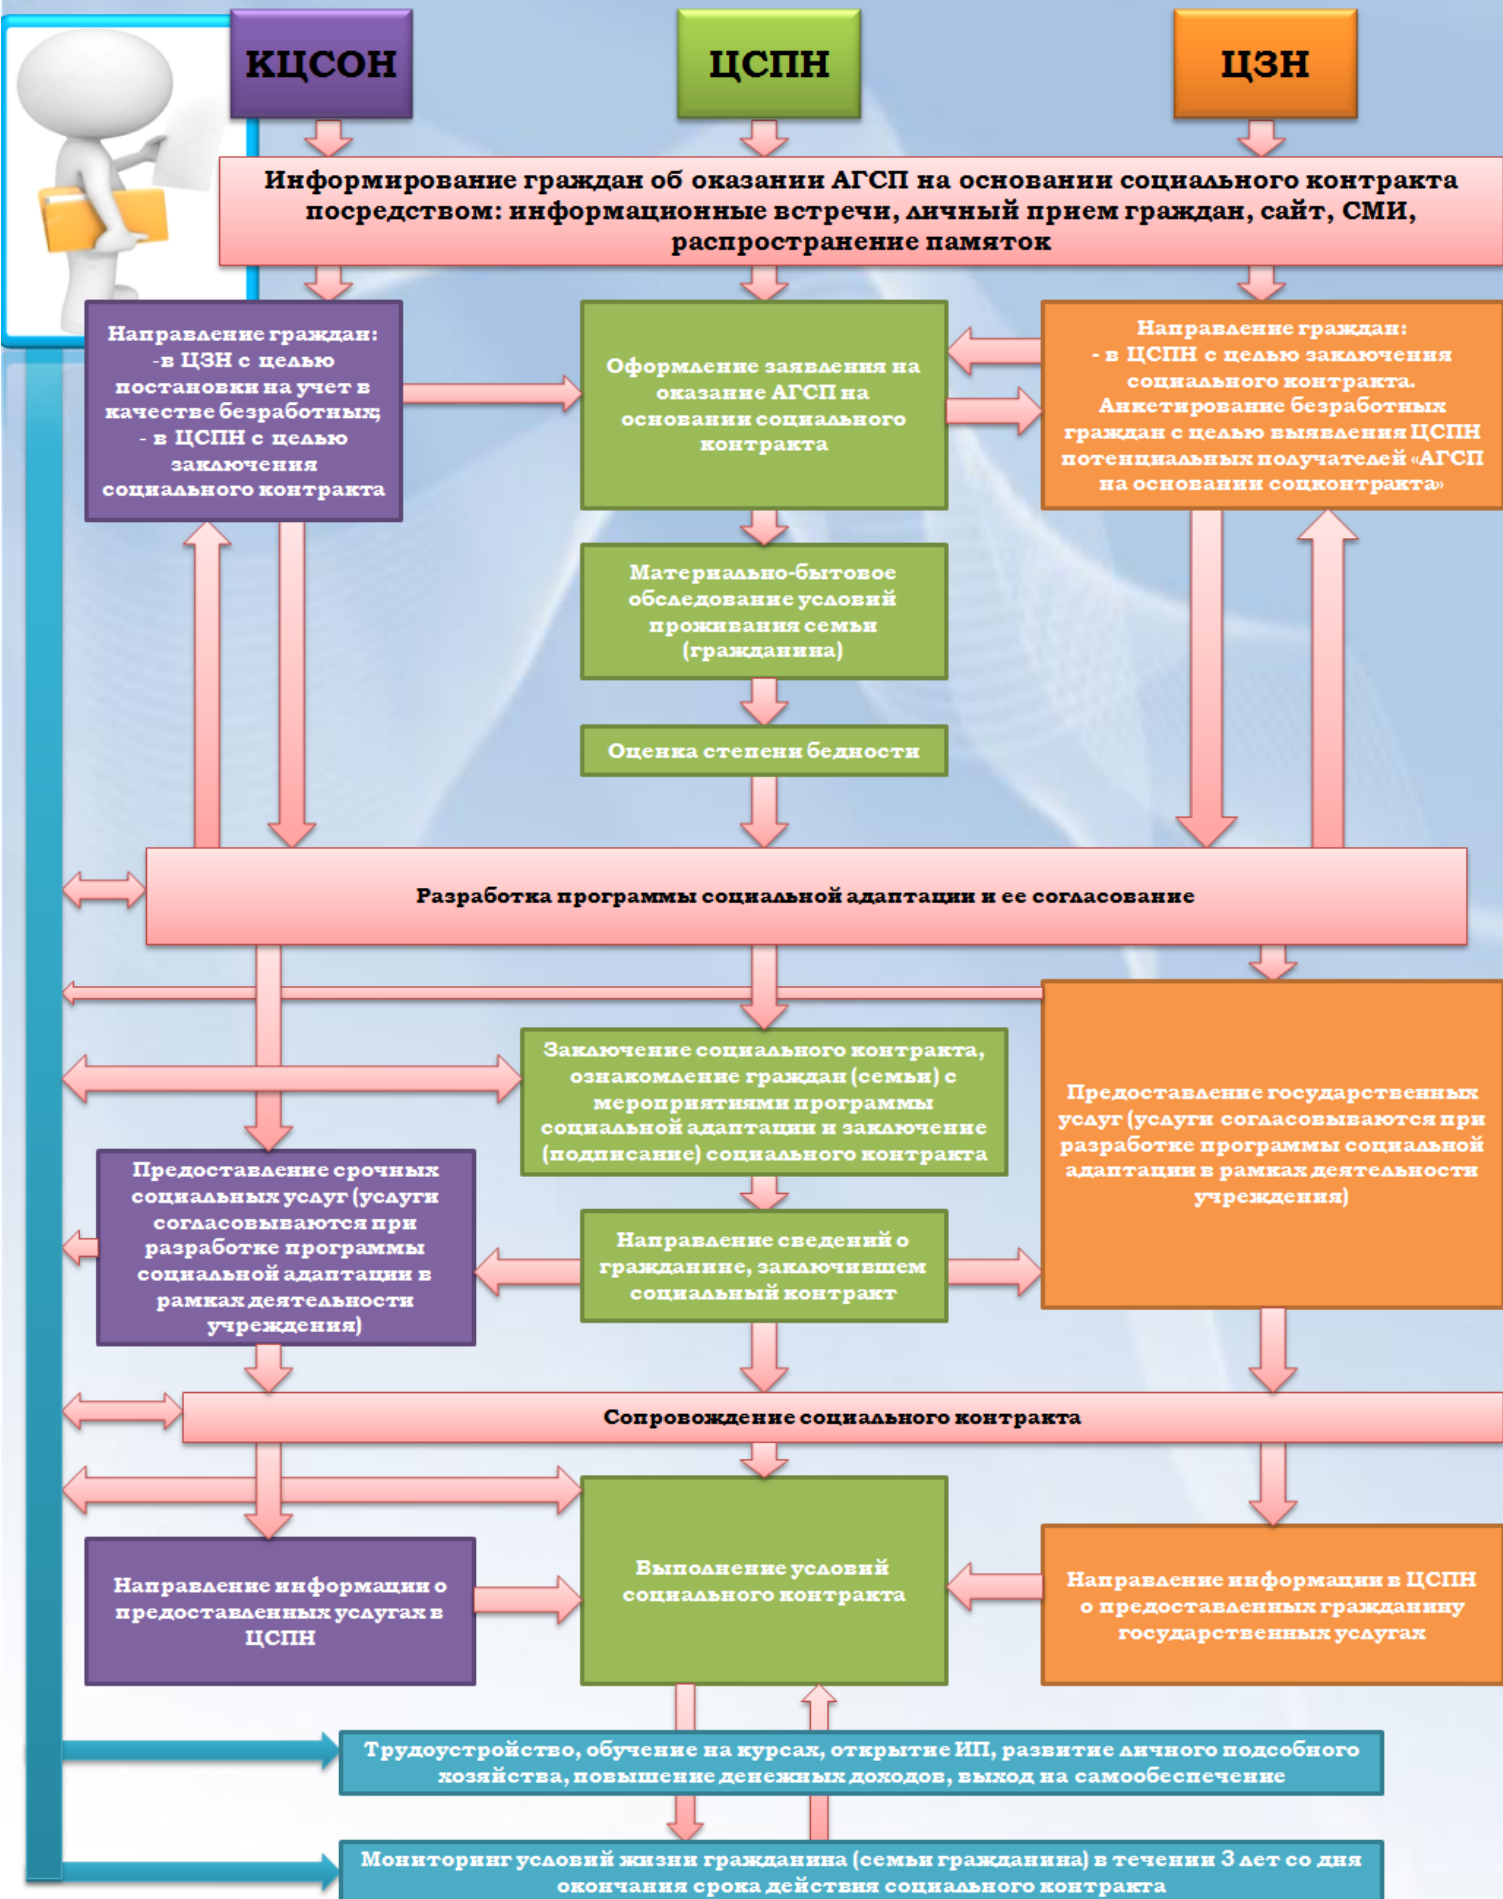 КЦСОН
ЦСПН
ЦЗН
Информирование граждан об оказании АГСП на основании социального контракта
посредством: информационные встречи, личный прием граждан, сайт, СМИ,
распространение памяток
Направление граждан:
-в ЦЗН с целью
постановки на учет в
качестве безработных;
- в ЦСПН с целью
заключения
социального контракта
Оформление заявления на
оказание АГСП на
основании социального
контракта
Направление граждан:
- в ЦСПН с целью заключения
социального контракта.
Анкетирование безработных
граждан с целью выявления ЦСПН
потенциальных получателей «АГСП
на основании соцконтракта»
Материально-бытовое
обследование условий
проживания семьи
(гражданина)
Оценка степени бедности
Разработка программы социальной адаптации и ее согласование
Заключение социального контракта,
ознакомление граждан (семьи) с
мероприятиями программы
социальной адаптации и заключение
(подписание) социального контракта
Предоставление государственных
услуг (услуги согласовываются при
разработке программы социальной
адаптации в рамках деятельности
учреждения)
Предоставление срочных
социальных услуг (услуги
согласовываются при
разработке программы
социальной адаптации в
рамках деятельности
учреждения)
Направление сведений о
гражданине, заключившем
социальный контракт
Сопровождение социального контракта
Направление информации о
предоставленных услугах в
ЦСПН
Выполнение условий
социального контракта
Направление информации в ЦСПН
о предоставленных гражданину
государственных услугах
Трудоустройство, обучение на курсах, открытие ИП, развитие личного подсобного
хозяйства, повышение денежных доходов, выход на самообеспечение
Мониторинг условий жизни гражданина (семьи гражданина) в течении 3 лет со дня
окончания срока действия социального контракта